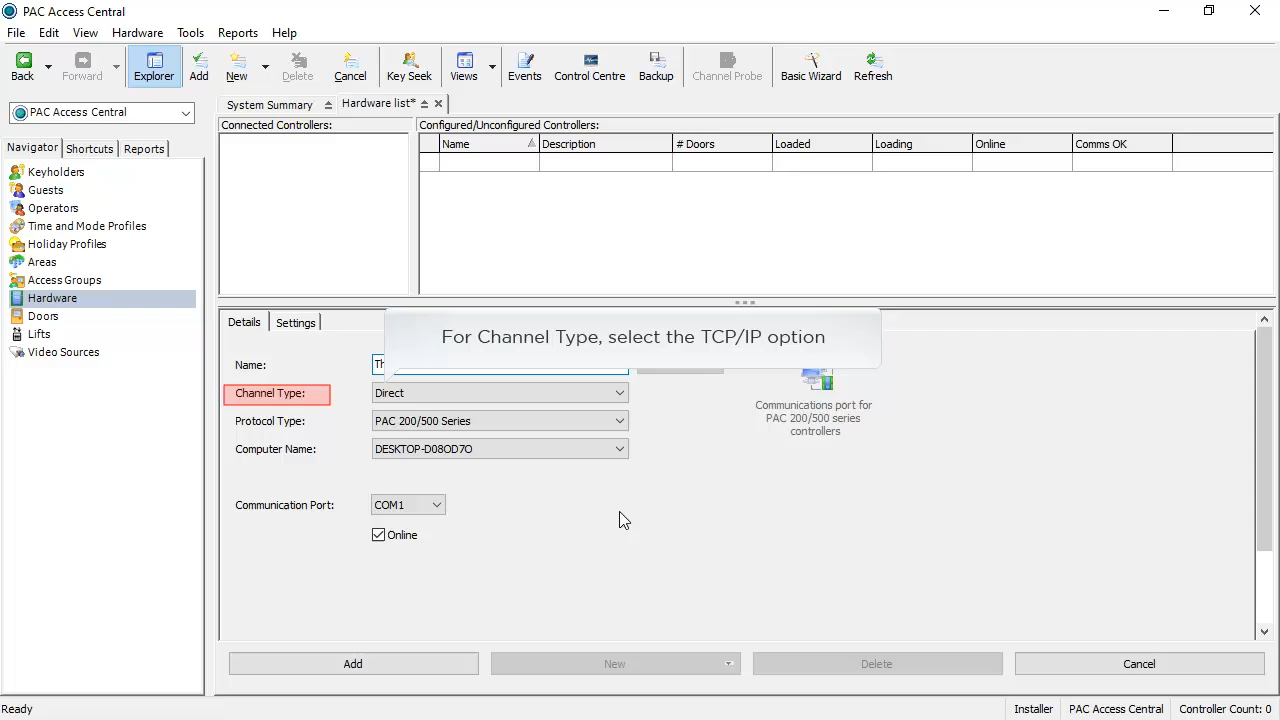 PAC Access Central
File Edit View Hardware Tools Reports Help
Back Forward Explorer Add New Delete Cancel Key Seek Views Events Control Centre Backup Channel Probe Basic Wizard Refresh
PAC Access Central
System Summary Hardware list*
Connected Controllers: Configured/Unconfigured Controllers:
Name Description # Doors Loaded Loading Online Comms OK
Navigator Shortcuts Reports
Keyholders
Guests
Operators
Time and Mode Profiles
Holiday Profiles
Areas
Access Groups
Hardware
Doors
Lifts
Video Sources
Details Settings
For Channel Type, select the TCP/IP option
Name:
Channel Type: Direct
Protocol Type: PAC 200/500 Series
Computer Name: DESKTOP-D08OD7O
Communications port for
PAC 200/500 series
controllers
Communication Port: COM1
Online
Add New Delete Cancel
Ready Installer PAC Access Central Controller Count: 0